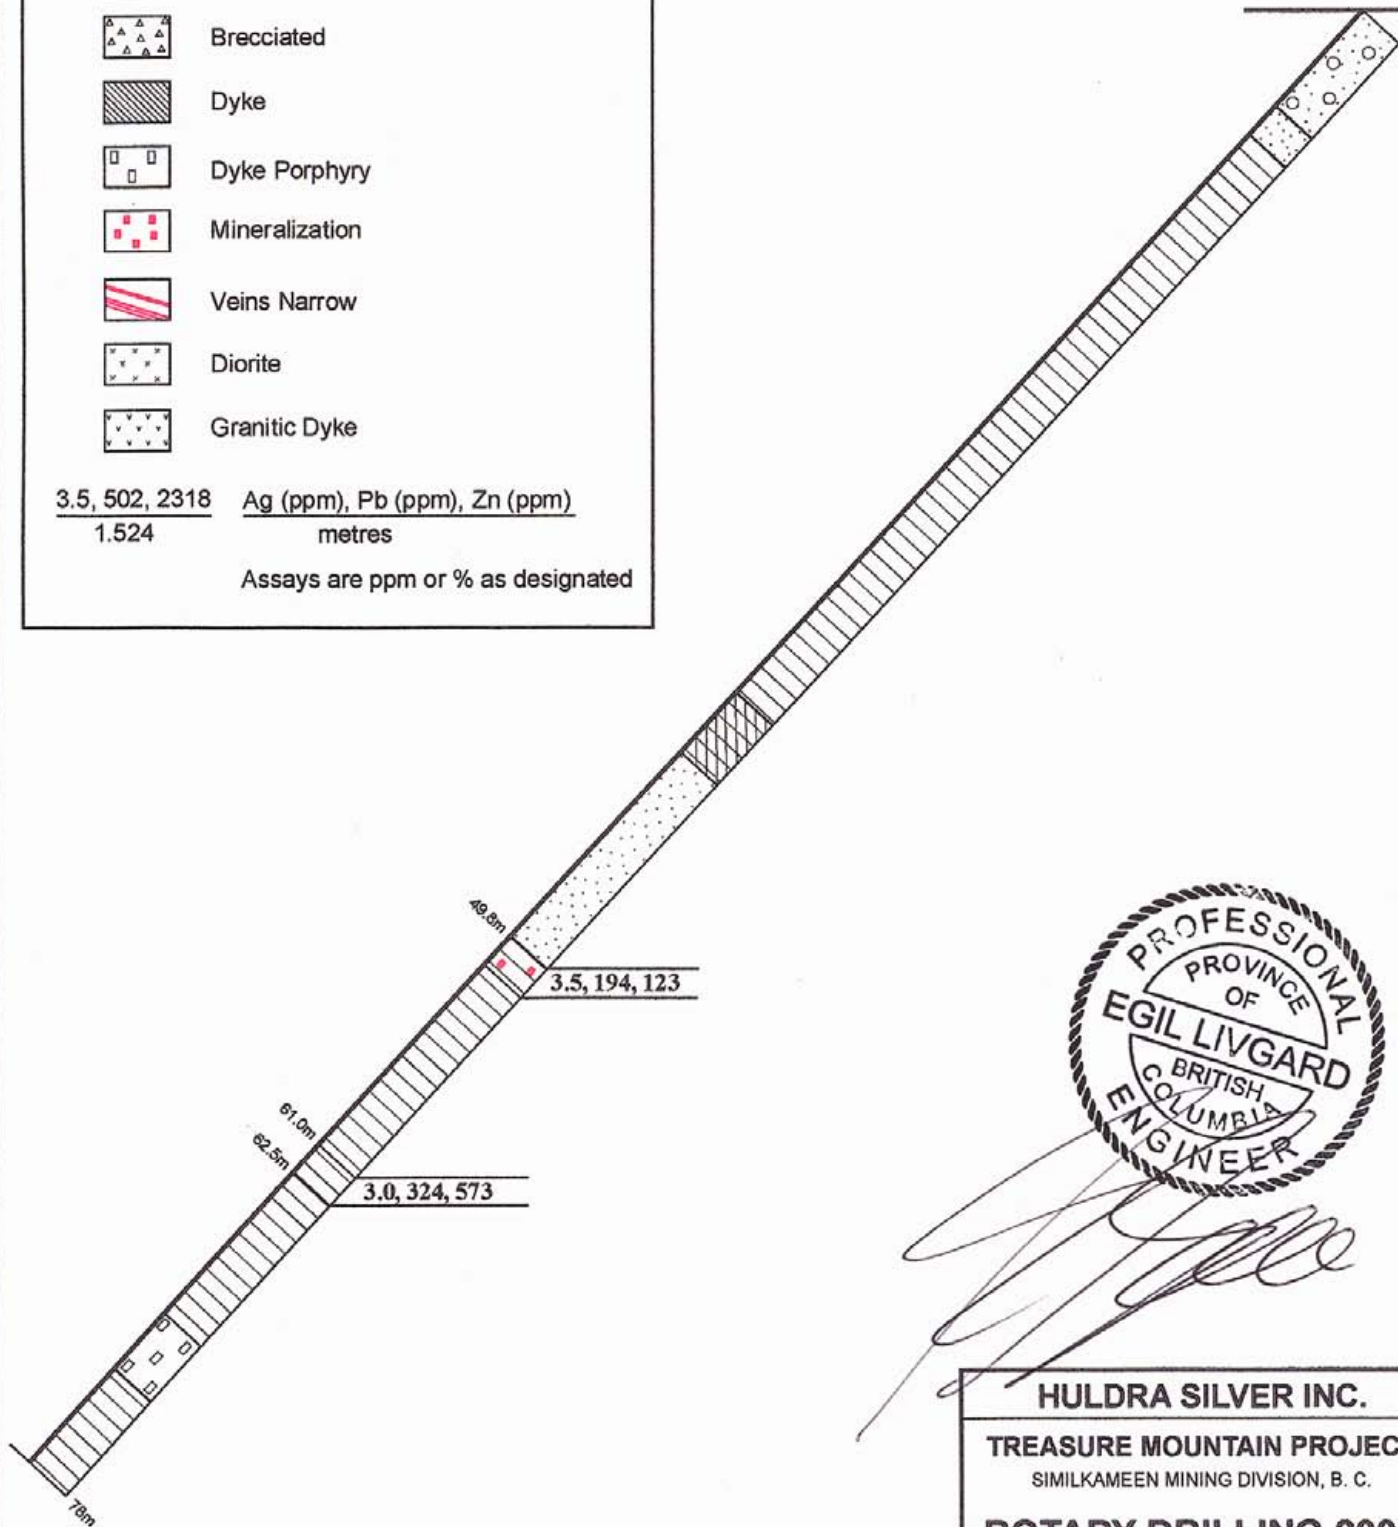 Brecciated
Dyke
Dyke Porphyry
Mineralization
Veins Narrow
Diorite
Granitic Dyke
3.5, 502, 2318 Ag (ppm), Pb (ppm), Zn (ppm)
1.524 metres
Assays are ppm or % as designated
49.8m
3.5, 194, 123
61.0m
62.5m
3.0, 324, 573
78m
PROFESSIONAL
PROVINCE
OF
EGIL LIVGARD
BRITISH
COLUMBIA
ENGINEER
HULDRA SILVER INC.
TREASURE MOUNTAIN PROJEC
SIMILKAMEEN MINING DIVISION, B. C.
ROTARY DRILLING